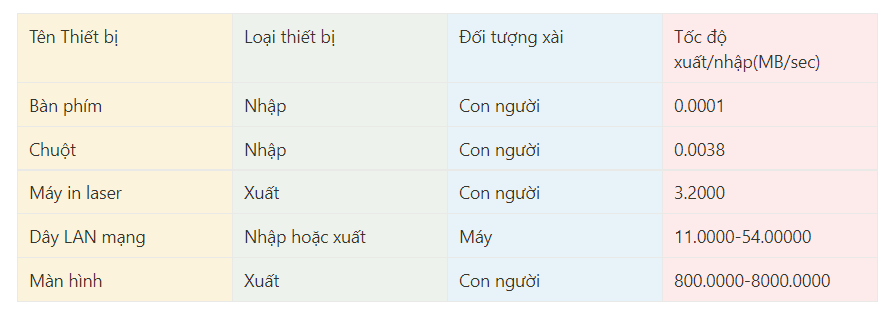 Tên Thiết bị Loại thiết bị Đối tượng xài Tốc độ
xuất/nhập(MB/sec)
Bàn phím Nhập Con người 0.0001
Chuột Nhập Con người 0.0038
Máy in laser Xuất Con người 3.2000
Dây LAN mạng Nhập hoặc xuất Máy 11.0000-54.00000
Màn hình Xuất Con người 800.0000-8000.0000